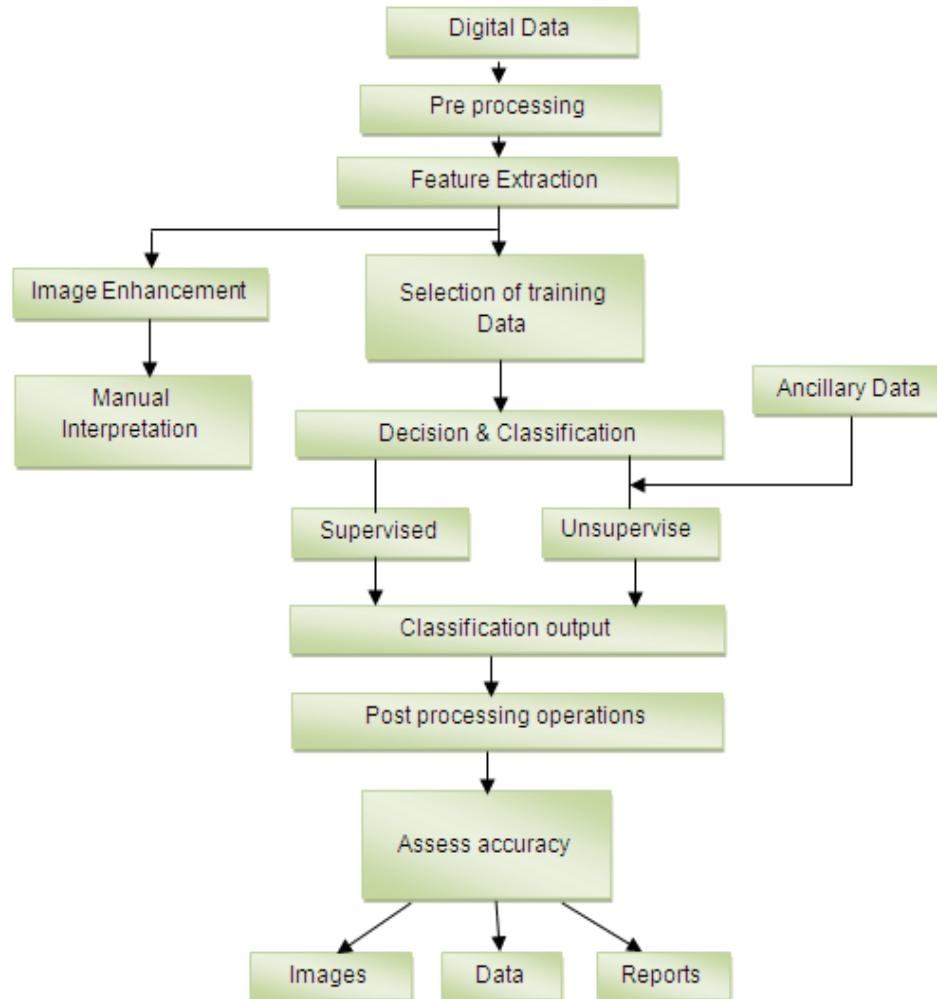 Digital Data
Pre processing
Feature Extraction
Image Enhancement
Selection of training
Data
Manual
Interpretation
Ancillary Data
Decision & Classification
Supervised
Unsupervise
Classification output
Post processing operations
Assess accuracy
Images
Data
Reports